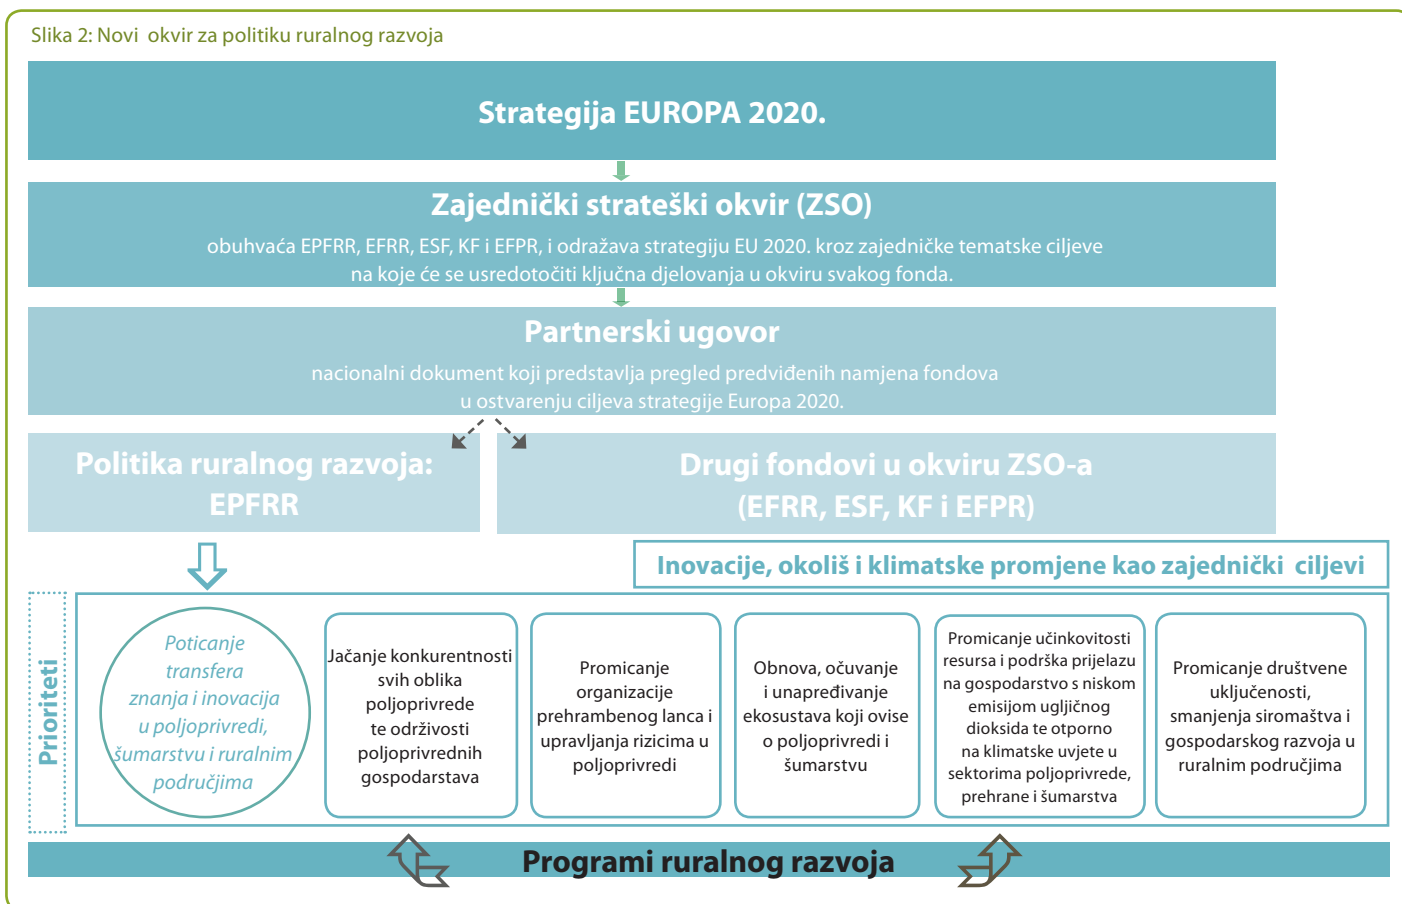 Slika 2: Novi okvir za politiku ruralnog razvoja
Strategija EUROPA 2020.
Zajednički strateški okvir (ZSO)
obuhvaća EPFRR, EFRR, ESF, KF i EFPR, i odražava strategiju EU 2020. kroz zajedničke tematske ciljeve
na koje će se usredotočiti ključna djelovanja u okviru svakog fonda.
Partnerski ugovor
nacionalni dokument koji predstavlja pregled predviđenih namjena fondova
u ostvarenju ciljeva strategije Europa 2020.
Politika ruralnog razvoja:
EPFRR
Drugi fondovi u okviru ZSO-a
(EFRR, ESF, KF i EFPR)
Inovacije, okoliš i klimatske promjene kao zajednički ciljevi
Prioriteti
Poticanje
transfera
znanja i inovacija
u poljoprivredi,
šumarstvu i ruralnim
područjima
Jačanje konkurentnosti
svih oblika
poljoprivrede
te održivosti
poljoprivrednih
gospodarstava
Promicanje
organizacije
prehrambenog lanca i
upravljanja rizicima u
poljoprivredi
Obnova, očuvanje
i unapređivanje
ekosustava koji ovise
o poljoprivredi i
šumarstvu
Promicanje učinkovitosti
resursa i podrška prijelazu
na gospodarstvo s niskom
emisijom ugljičnog
dioksida te otporno
na klimatske uvjete u
sektorima poljoprivrede,
prehrane i šumarstva
Promicanje društvene
uključenosti,
smanjenja siromaštva i
gospodarskog razvoja u
ruralnim područjima
Programi ruralnog razvoja